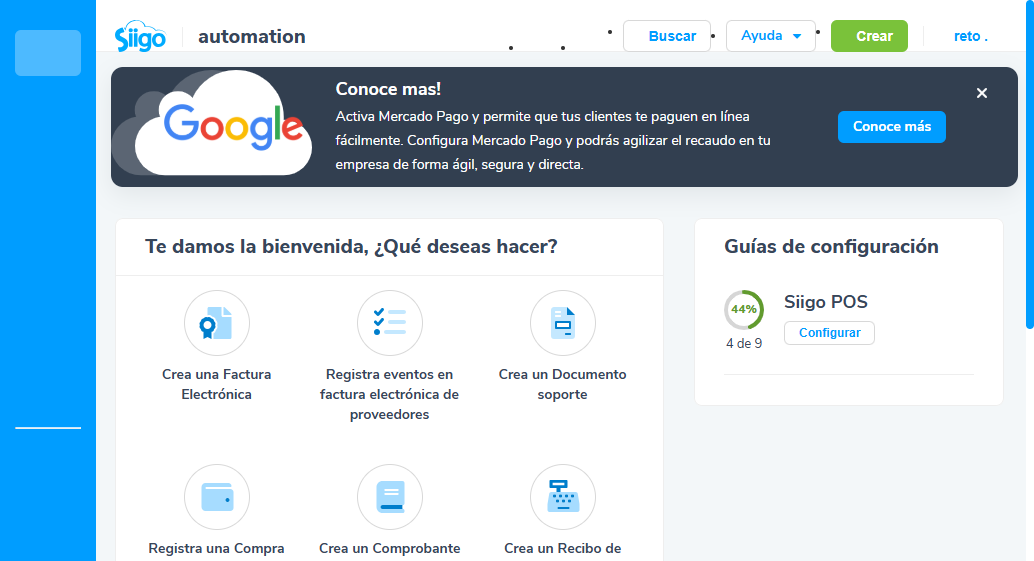 Siigo automation Buscar Ayuda Crear reto .
Google
Conoce mas!
Activa Mercado Pago y permite que tus clientes te paguen en línea
fácilmente. Configura Mercado Pago y podrás agilizar el recaudo en tu
empresa de forma ágil, segura y directa.
Conoce más
Te damos la bienvenida, ¿Qué deseas hacer?
Crea una Factura
Electrónica
Registra eventos en
factura electrónica de
proveedores
Crea un Documento
soporte
Registra una Compra
Crea un Comprobante
Crea un Recibo de
Guías de configuración
44%
4 de 9
Siigo POS
Configurar